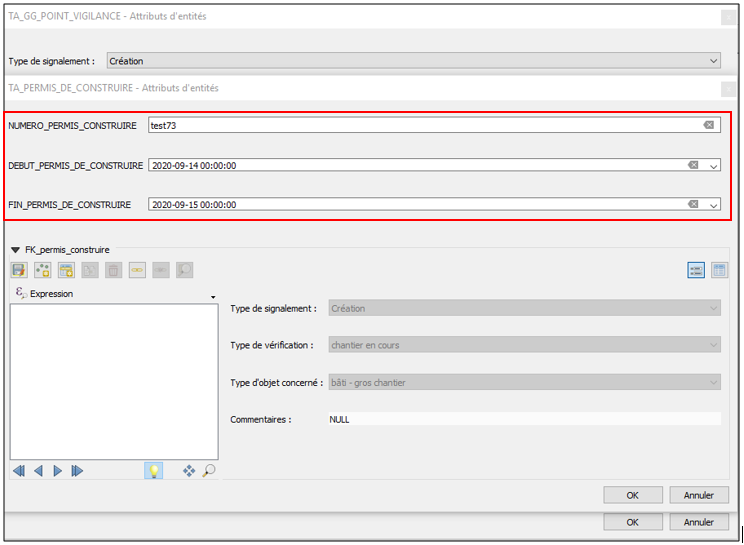 TA_GG_POINT_VIGILANCE - Attributs d'entités
Type de signalement : Création
TA_PERMIS_DE_CONSTRUIRE - Attributs d'entités
NUMERO_PERMIS_CONSTRUIRE test73
DEBUT_PERMIS_DE_CONSTRUIRE 2020-09-14 00:00:00
FIN_PERMIS_DE_CONSTRUIRE 2020-09-15 00:00:00
FK_permis_construire
Expression
Type de signalement : Création
Type de vérification : chantier en cours
Type d'objet concerné : bâti - gros chantier
Commentaires : NULL
OK Annuler
OK Annuler